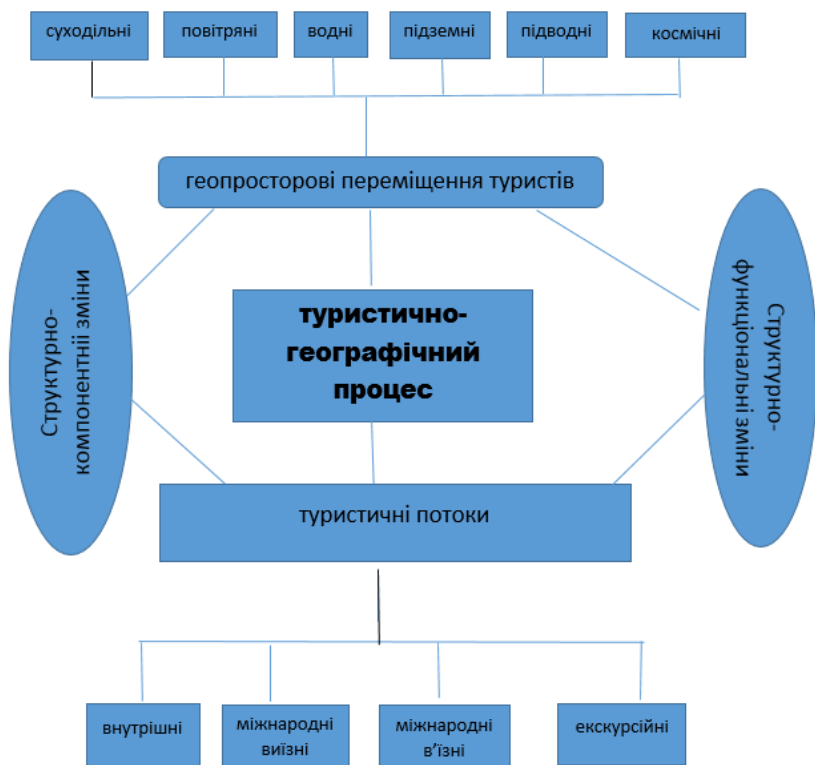 суходільні
повітряні
водні
підземні
підводні
космічні
геопросторові переміщення туристів
Структурно-
компонентнії зміни
туристично-
географічний
процес
Структурно-
функціональні зміни
туристичні потоки
внутрішні
міжнародні
виїзні
міжнародні
в’їзні
екскурсійні